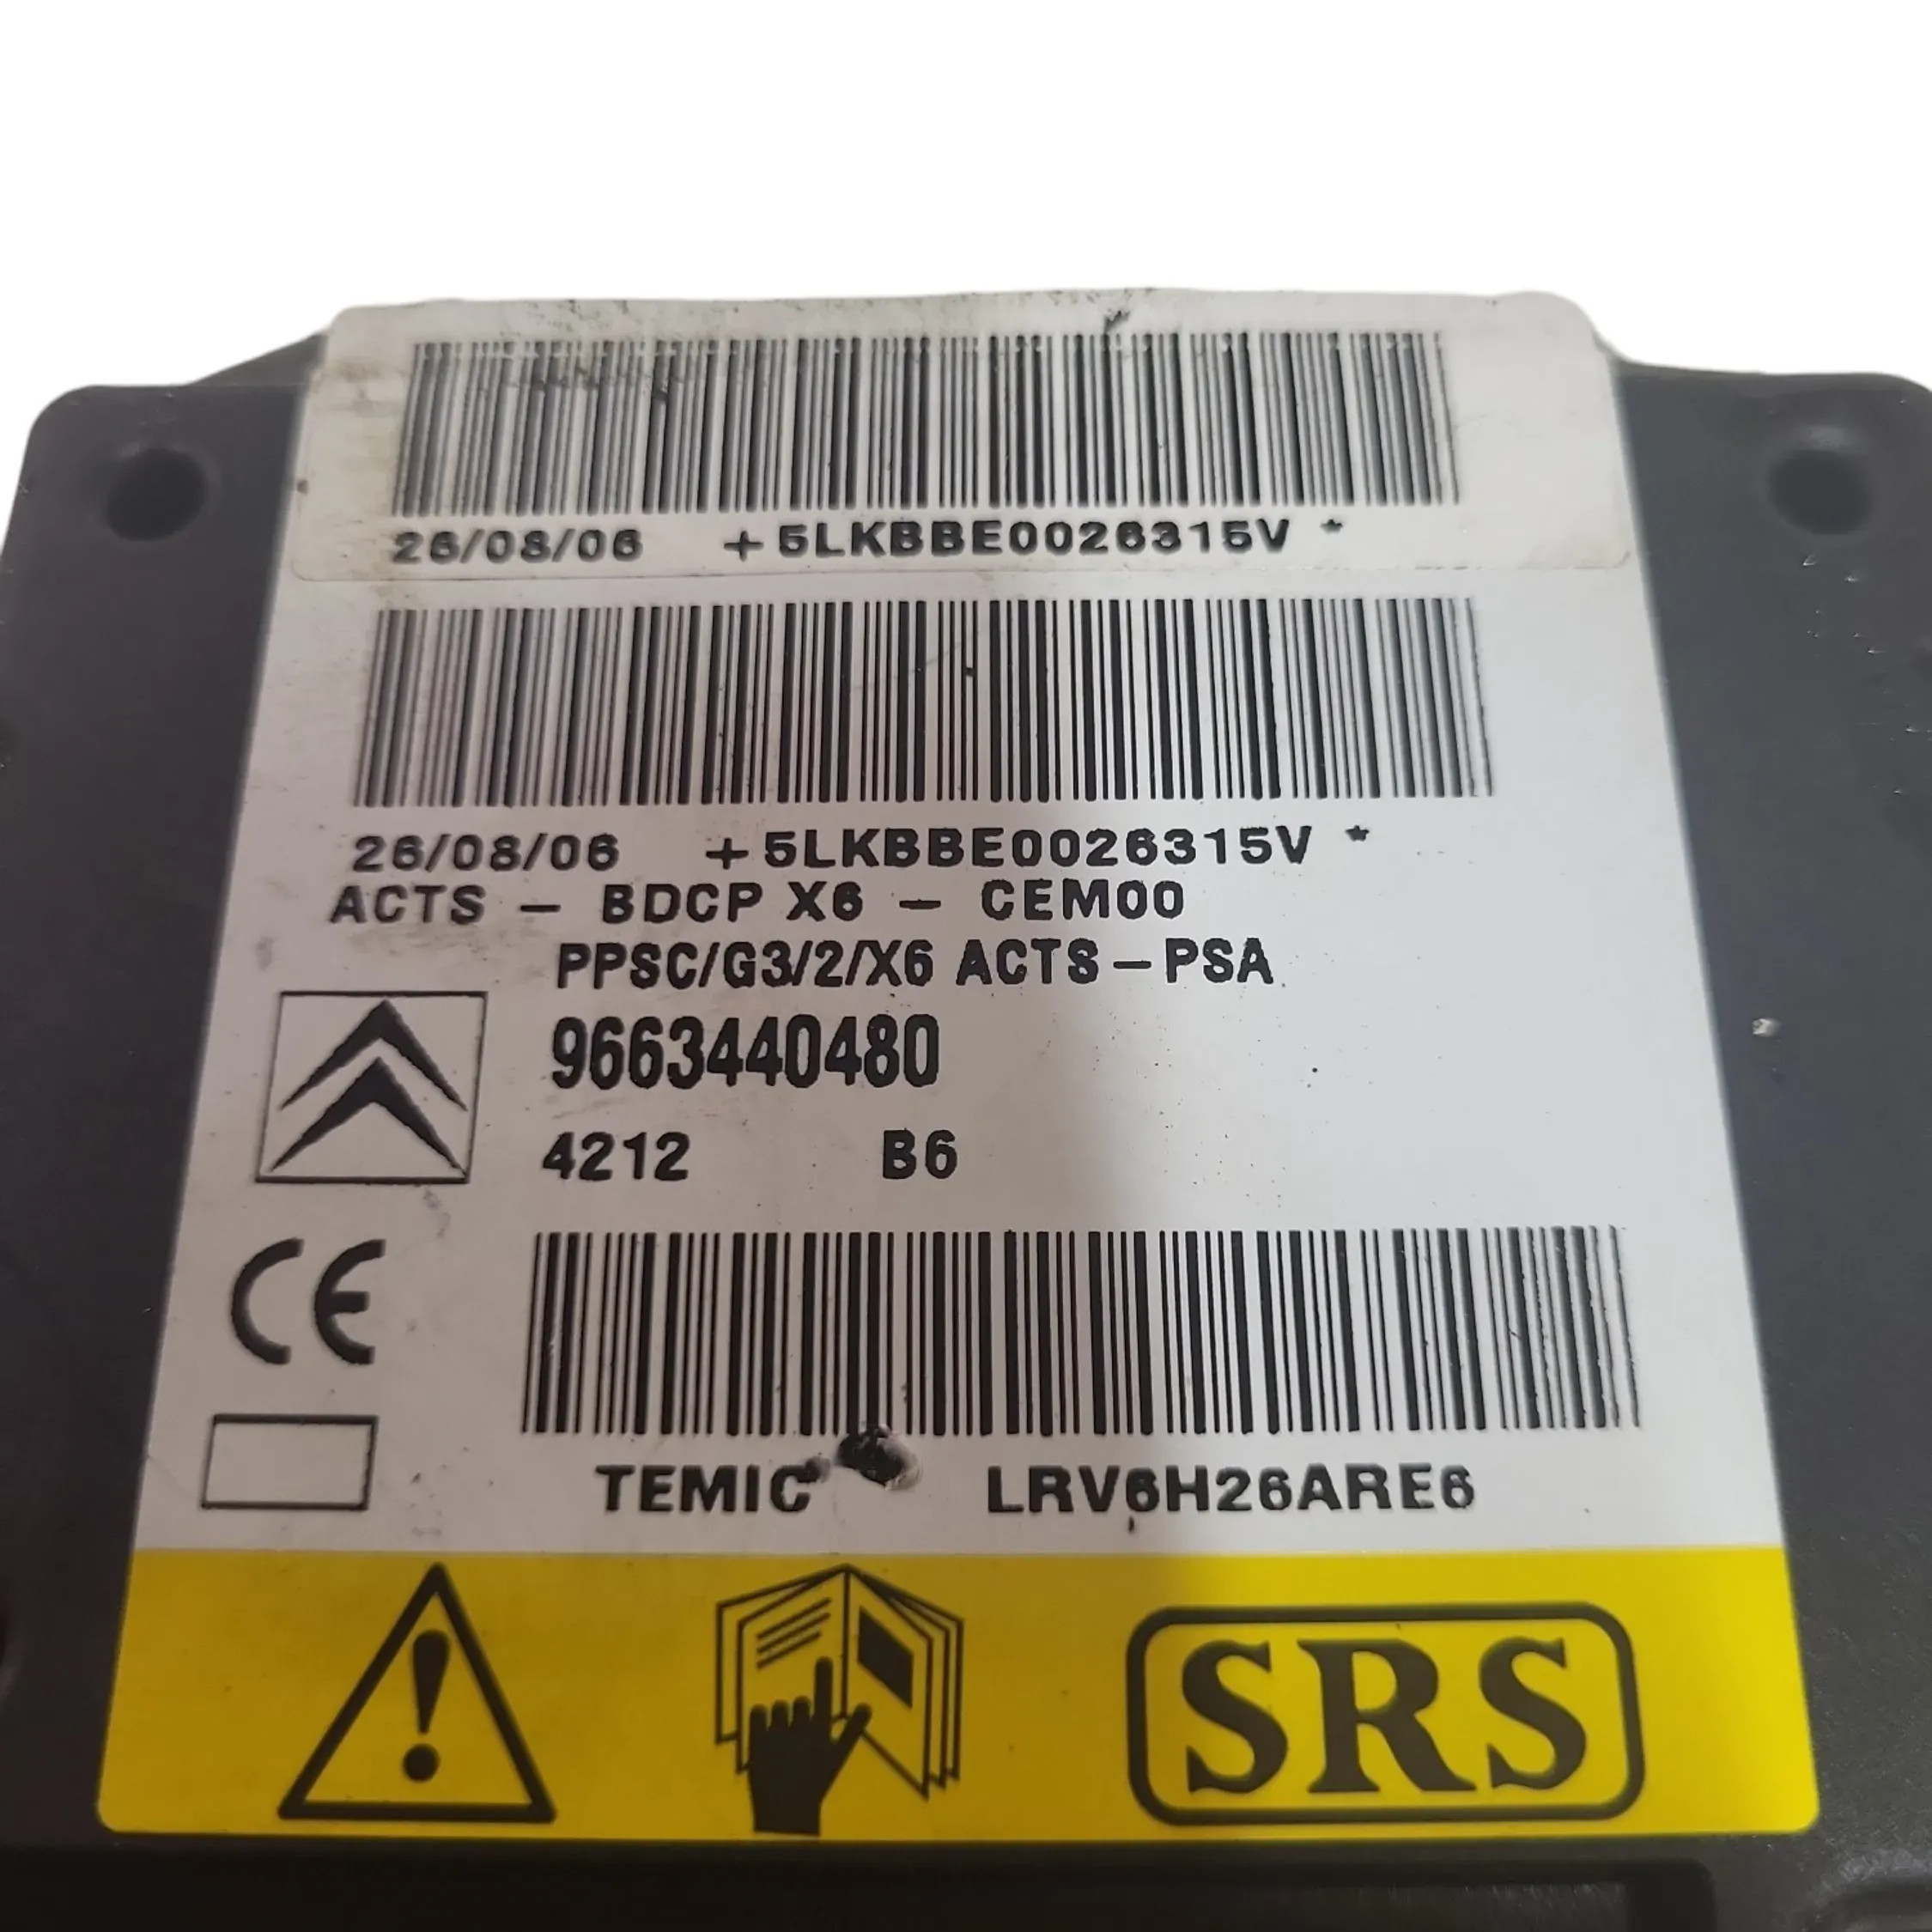 26/08/06 +5LKBBE0026315V *
26/08/06 +5LKBBE0026315V *
ACTS - BDCP X6 - CEM00
PPSC/G3/2/X6 ACTS-PSA
9663440480
4212 B6
CE
TEMIC LRV6H26ARE6
SRS